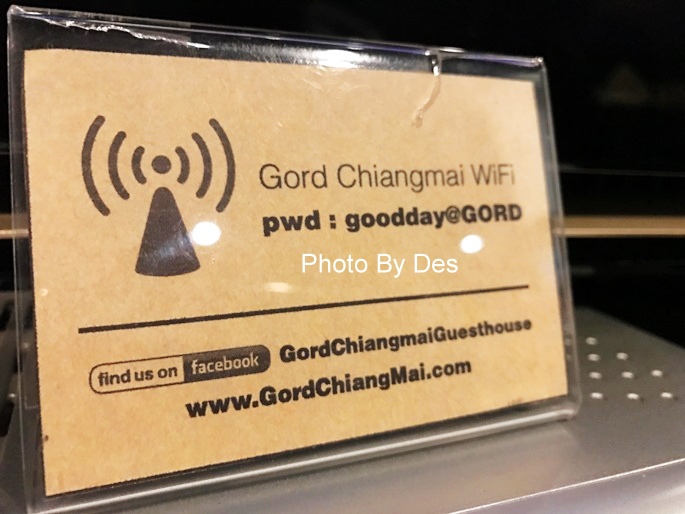 Gord Chiangmai WiFi
pwd : goodday@GORD
Photo By Des
find us on facebook GordChiangmaiGuesthouse
www.GordChiangMai.com